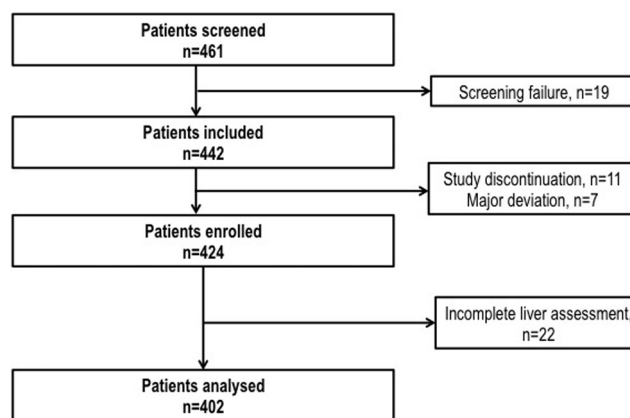 Patients screened
n=461
Screening failure, n=19
Patients included
n=442
Study discontinuation, n=11
Major deviation, n=7
Patients enrolled
n=424
Incomplete liver assessment,
n=22
Patients analysed
n=402